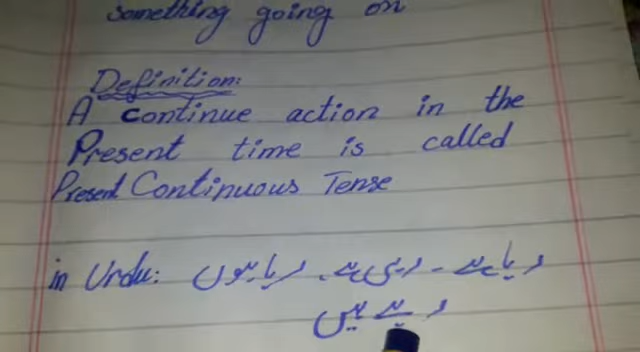 something going on
Definition:
A continue action in the
Present time is called
Present Continuous Tense
in Urdu: رہا ہے ۔ رہی ہے ۔ رہا ہوں
رہے ہیں